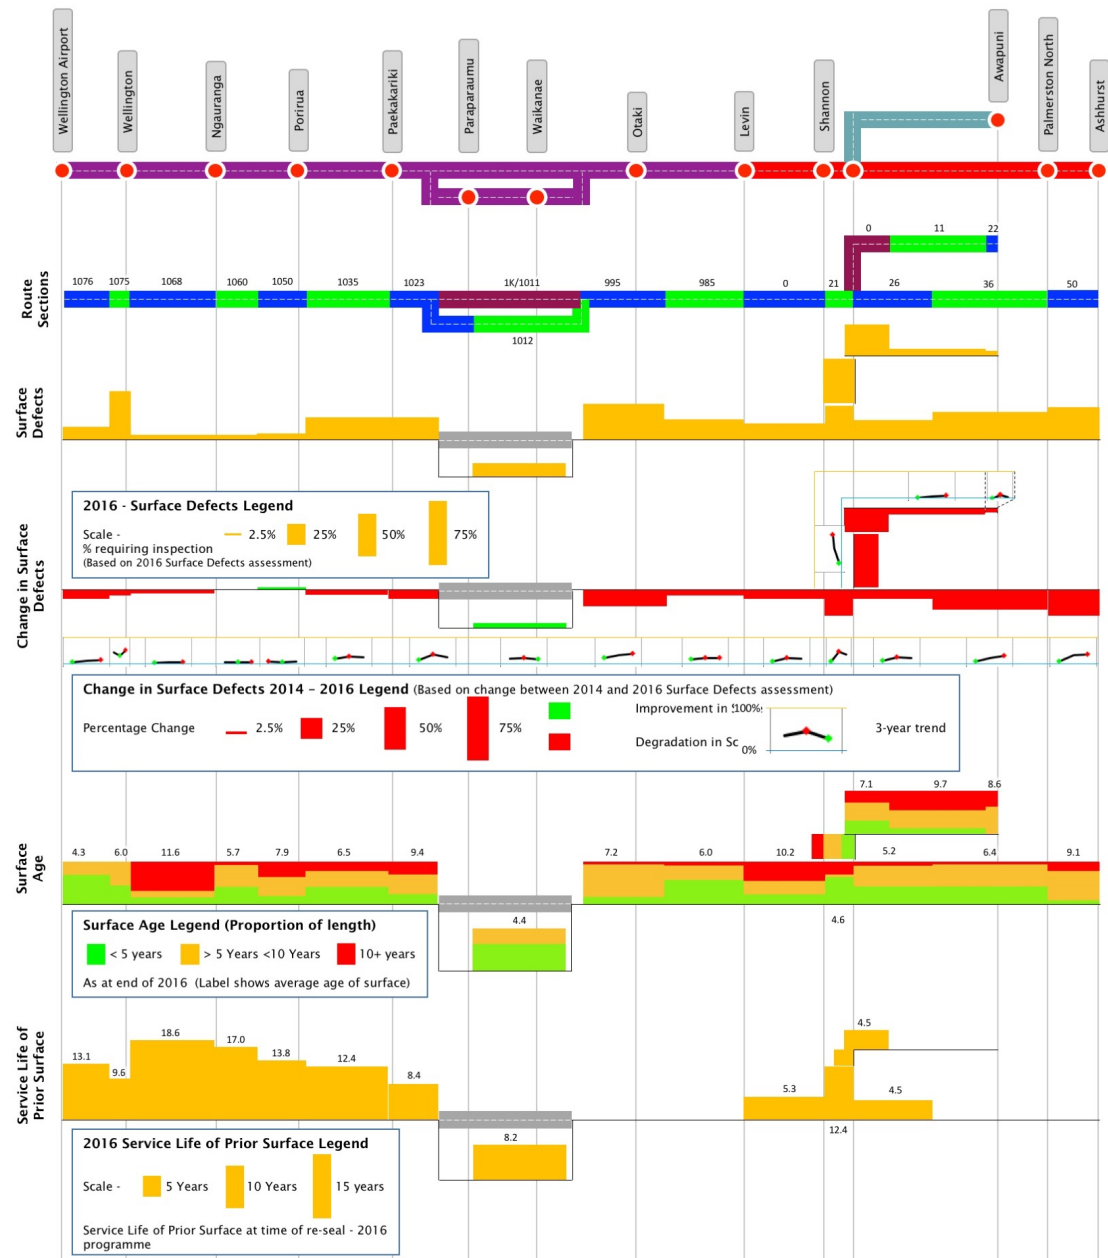 Wellington Airport
Wellington
Ngauranga
Porirua
Paekakariki
Paraparaumu
Waikanae
Otaki
Levin
Shannon
Awapuni
Palmerston North
Ashhurst
Route
Sections
0 11 22
1076 1075 1068 1060 1050 1035 1023 1K/1011 995 985 0 21 26 36 50
1012
Surface
Defects
2016 - Surface Defects Legend
Scale - 2.5% 25% 50% 75%
% requiring inspection
(Based on 2016 Surface Defects assessment)
Change in Surface
Defects
Change in Surface Defects 2014 – 2016 Legend (Based on change between 2014 and 2016 Surface Defects assessment)
Percentage Change 2.5% 25% 50% 75%
Improvement in 100%
Degradation in Sc 0%
3-year trend
Surface
Age
7.1 9.7 8.6
4.3 6.0 11.6 5.7 7.9 6.5 9.4 7.2 6.0 10.2 5.2 6.4 9.1
4.4 4.6
Surface Age Legend (Proportion of length)
< 5 years > 5 Years <10 Years 10+ years
As at end of 2016 (Label shows average age of surface)
Service Life of
Prior Surface
4.5
13.1 9.6 18.6 17.0 13.8 12.4 8.4 5.3 4.5
12.4
8.2
2016 Service Life of Prior Surface Legend
Scale - 5 Years 10 Years 15 years
Service Life of Prior Surface at time of re-seal - 2016
programme